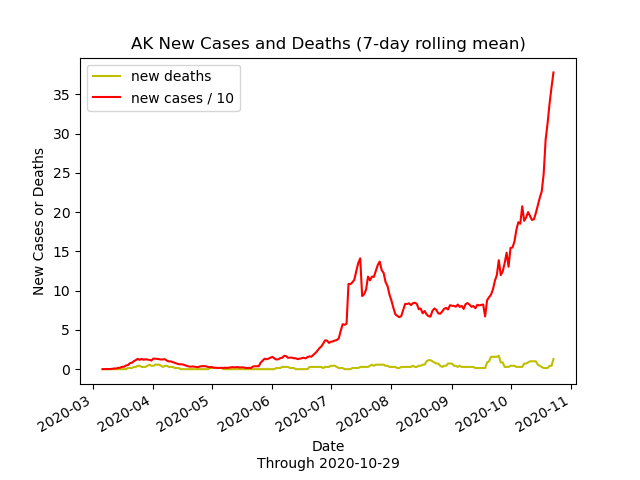 AK New Cases and Deaths (7-day rolling mean)
new deaths
new cases / 10
New Cases or Deaths
35
30
25
20
15
10
5
0
2020-03
2020-04
2020-05
2020-06
2020-07
2020-08
2020-09
2020-10
2020-11
Date
Through 2020-10-29